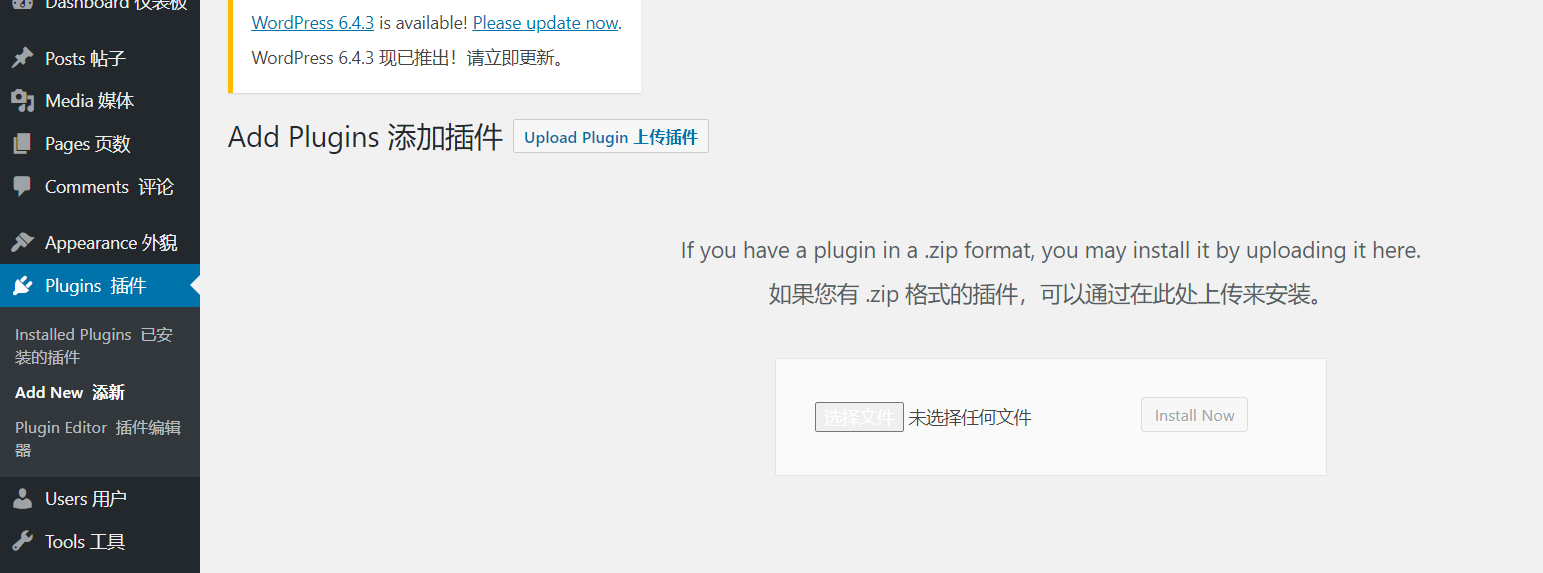 Dashboard 仪表板
Posts 帖子
Media 媒体
Pages 页数
Comments 评论
Appearance 外貌
Plugins 插件
Installed Plugins 已安
装的插件
Add New 添新
Plugin Editor 插件编辑
器
Users 用户
Tools 工具
WordPress 6.4.3 is available! Please update now.
WordPress 6.4.3 现已推出！请立即更新。
Add Plugins 添加插件 Upload Plugin 上传插件
If you have a plugin in a .zip format, you may install it by uploading it here.
如果您有 .zip 格式的插件，可以通过在此处上传来安装。
选择文件 未选择任何文件 Install Now